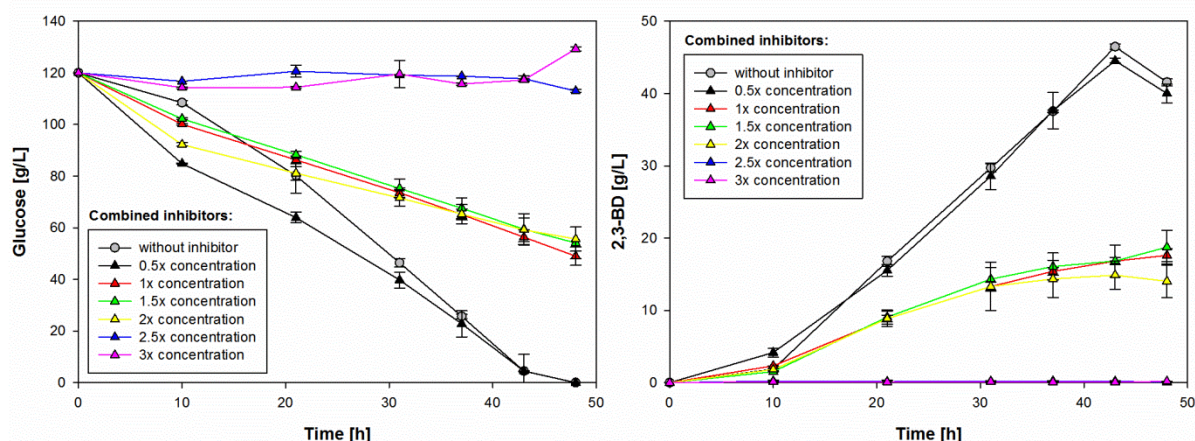 140
120
100
80
60
40
20
0
Glucose [g/L]
Combined inhibitors:
without inhibitor
0.5x concentration
1x concentration
1.5x concentration
2x concentration
2.5x concentration
3x concentration
0 10 20 30 40 50
Time [h]
50
40
30
20
10
0
2,3-BD [g/L]
Combined inhibitors:
without inhibitor
0.5x concentration
1x concentration
1.5x concentration
2x concentration
2.5x concentration
3x concentration
0 10 20 30 40 50
Time [h]